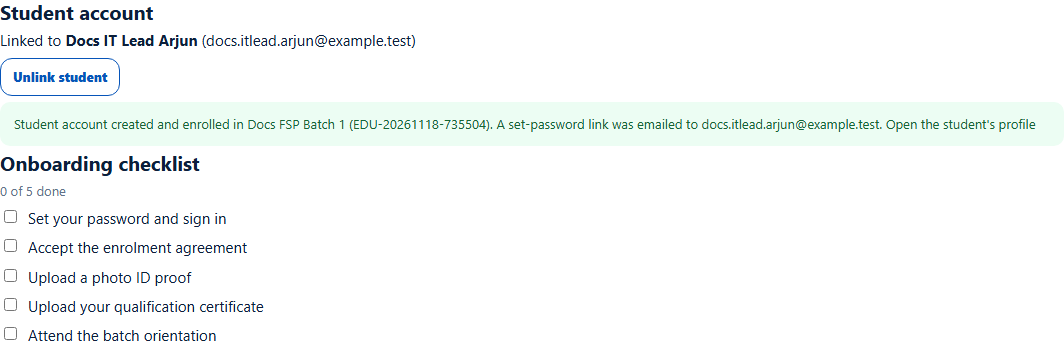 Student account
Linked to Docs IT Lead Arjun (docs.itlead.arjun@example.test)
Unlink student
Student account created and enrolled in Docs FSP Batch 1 (EDU-20261118-735504). A set-password link was emailed to docs.itlead.arjun@example.test. Open the student's profile
Onboarding checklist
0 of 5 done
Set your password and sign in
Accept the enrolment agreement
Upload a photo ID proof
Upload your qualification certificate
Attend the batch orientation